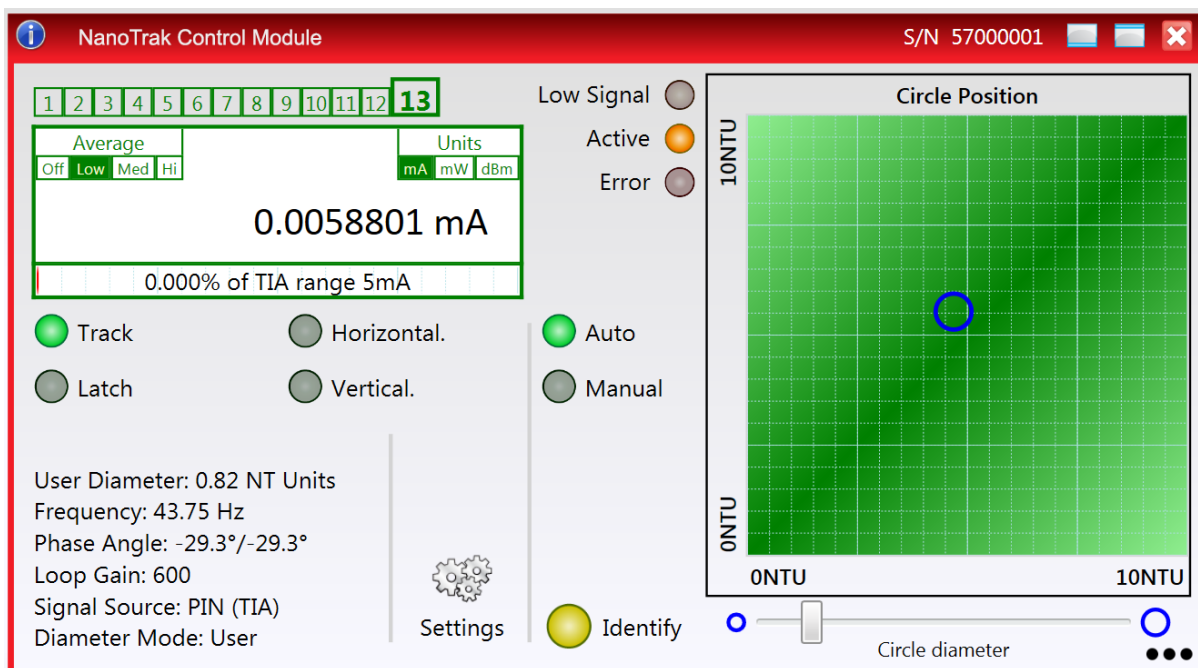 NanoTrak Control Module
S/N 57000001
1 2 3 4 5 6 7 8 9 10 11 12 13
Average
Off Low Med Hi
Units
mA mW dBm
0.0058801 mA
0.000% of TIA range 5mA
Low Signal
Active
Error
Track
Horizontal.
Auto
Latch
Vertical.
Manual
User Diameter: 0.82 NT Units
Frequency: 43.75 Hz
Phase Angle: -29.3°/-29.3°
Loop Gain: 600
Signal Source: PIN (TIA)
Diameter Mode: User
Settings
Identify
Circle Position
10NTU
0NTU
0NTU
10NTU
Circle diameter